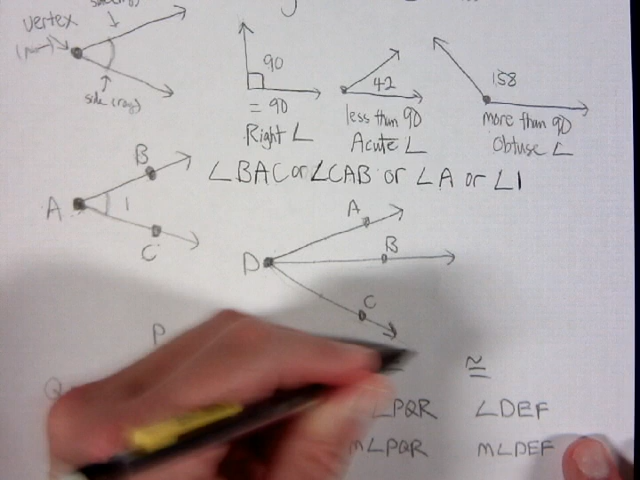 vertex
side (ray)
90
= 90
Right ∠
42
less than 90
Acute ∠
158
more than 90
Obtuse ∠
A
B
C
1
∠BAC or ∠CAB or ∠A or ∠1
D
A
B
C
P
Q
=
≅
∠PQR ∠DEF
m∠PQR m∠DEF